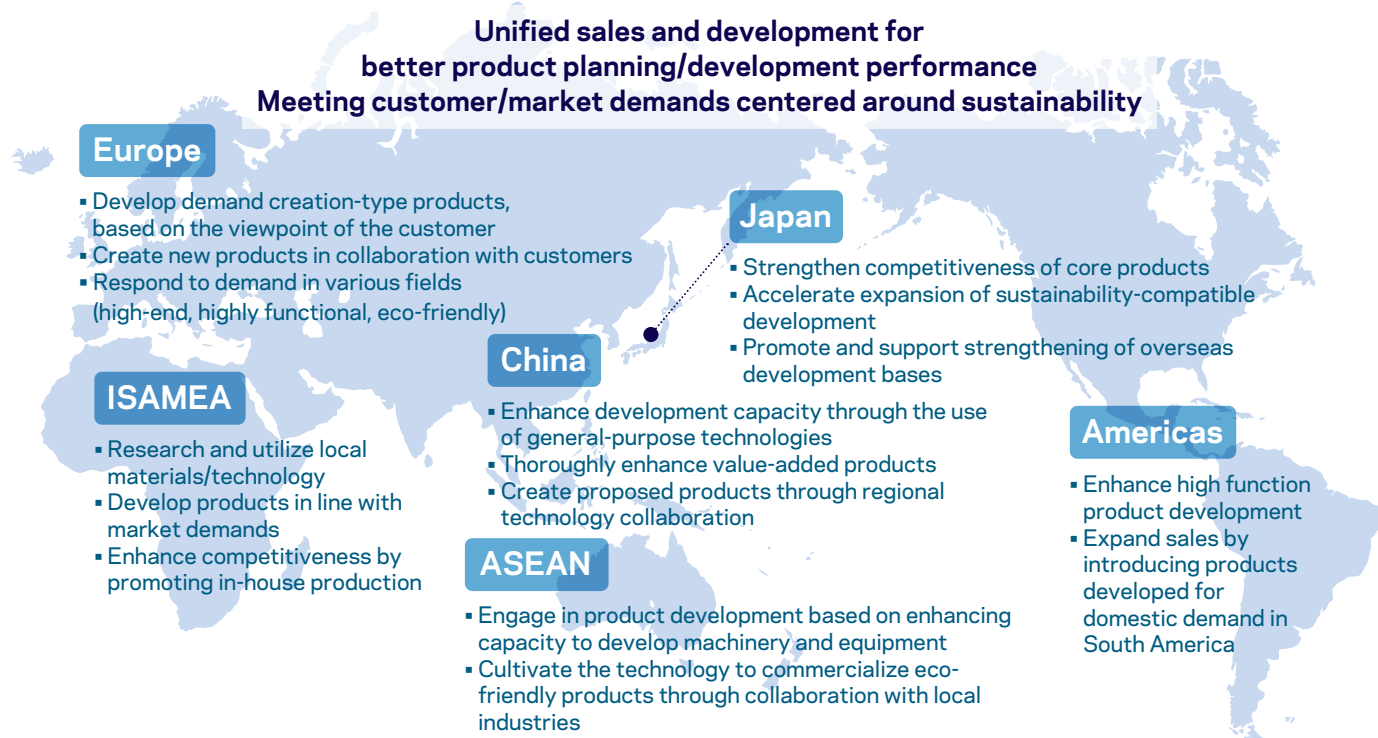 Unified sales and development for
better product planning/development performance
Meeting customer/market demands centered around sustainability
Europe
▪ Develop demand creation-type products,
based on the viewpoint of the customer
▪ Create new products in collaboration with customers
▪ Respond to demand in various fields
(high-end, highly functional, eco-friendly)
Japan
▪ Strengthen competitiveness of core products
▪ Accelerate expansion of sustainability-compatible
development
▪ Promote and support strengthening of overseas
development bases
China
▪ Enhance development capacity through the use
of general-purpose technologies
▪ Thoroughly enhance value-added products
▪ Create proposed products through regional
technology collaboration
ISAMEA
▪ Research and utilize local
materials/technology
▪ Develop products in line with
market demands
▪ Enhance competitiveness by
promoting in-house production
Americas
▪ Enhance high function
product development
▪ Expand sales by
introducing products
developed for
domestic demand in
South America
ASEAN
▪ Engage in product development based on enhancing
capacity to develop machinery and equipment
▪ Cultivate the technology to commercialize eco-
friendly products through collaboration with local
industries